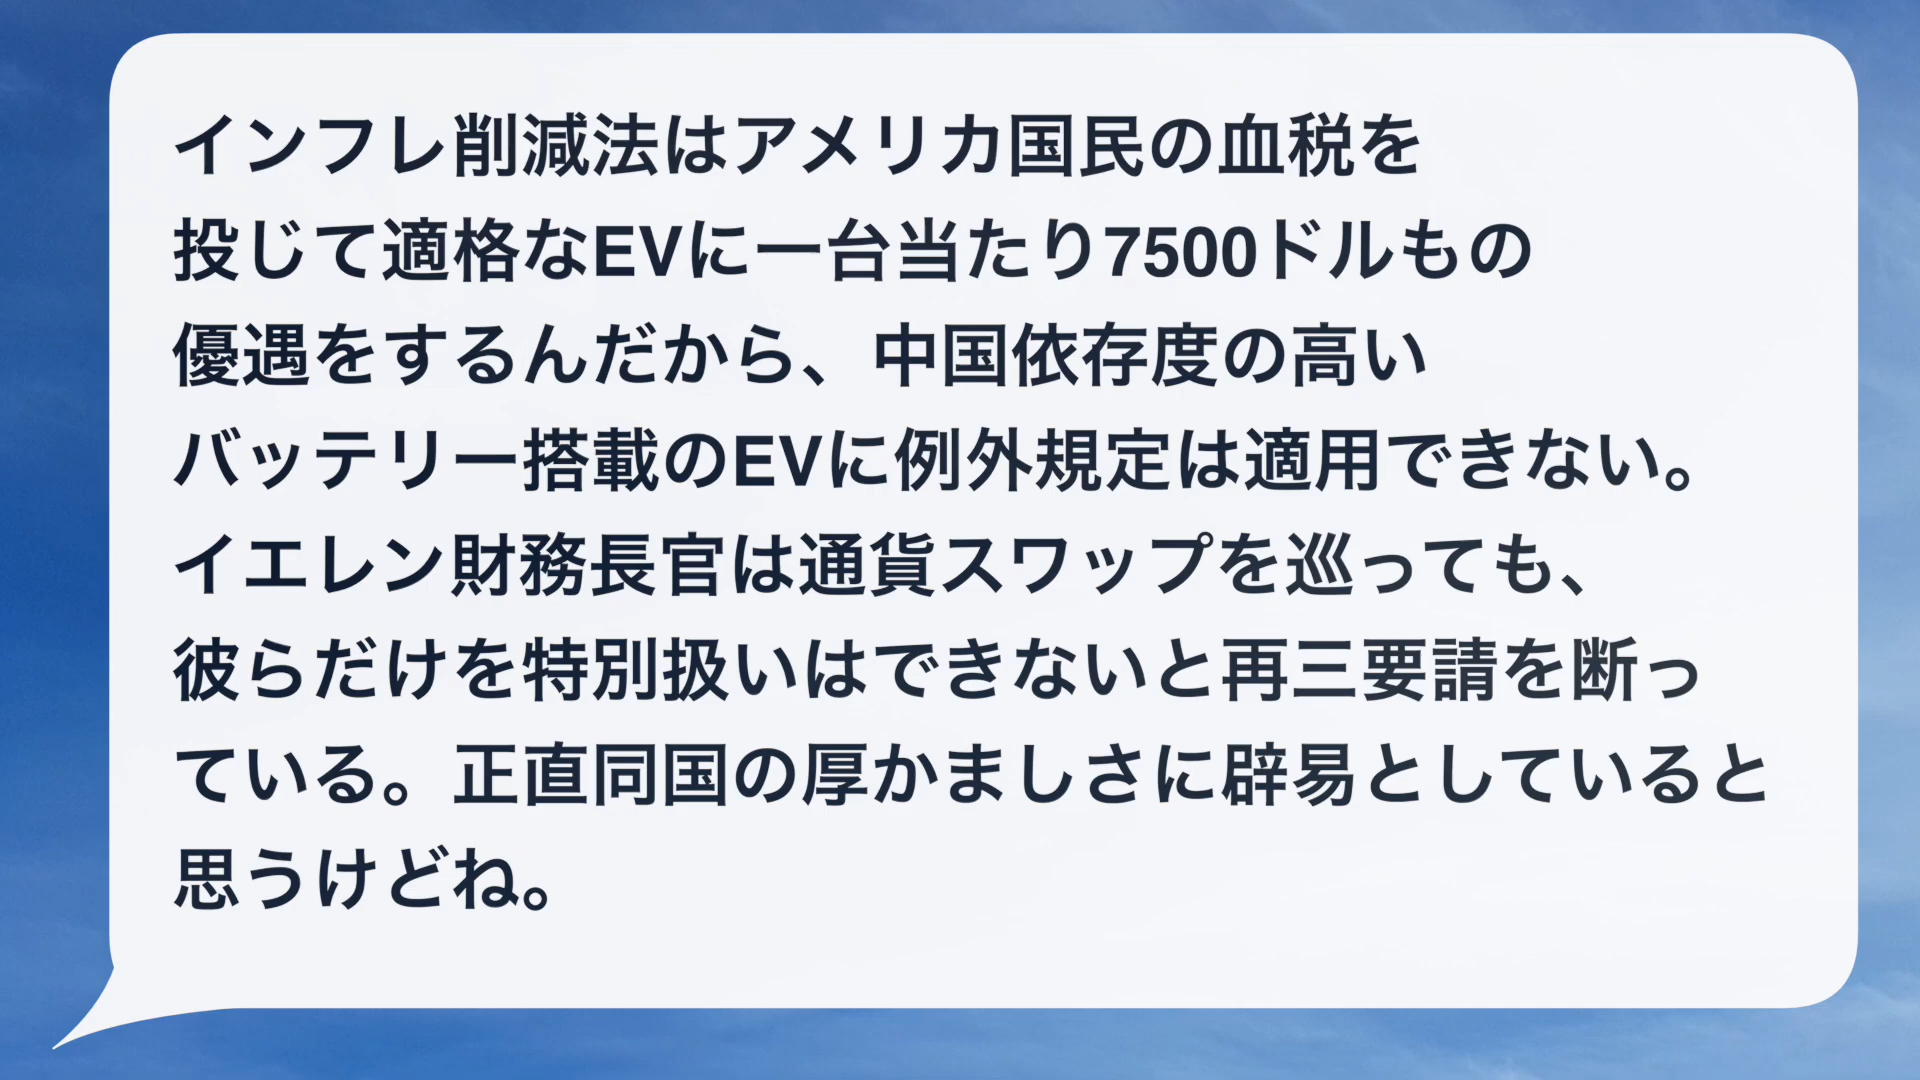 インフレ削減法はアメリカ国民の血税を
投じて適格なEVに一台当たり7500ドルもの
優遇をするんだから、中国依存度の高い
バッテリー搭載のEVに例外規定は適用できない。
イエレン財務長官は通貨スワップを巡っても、
彼らだけを特別扱いはできないと再三要請を断っ
ている。正直同国の厚かましさに辟易としていると
思うけどね。